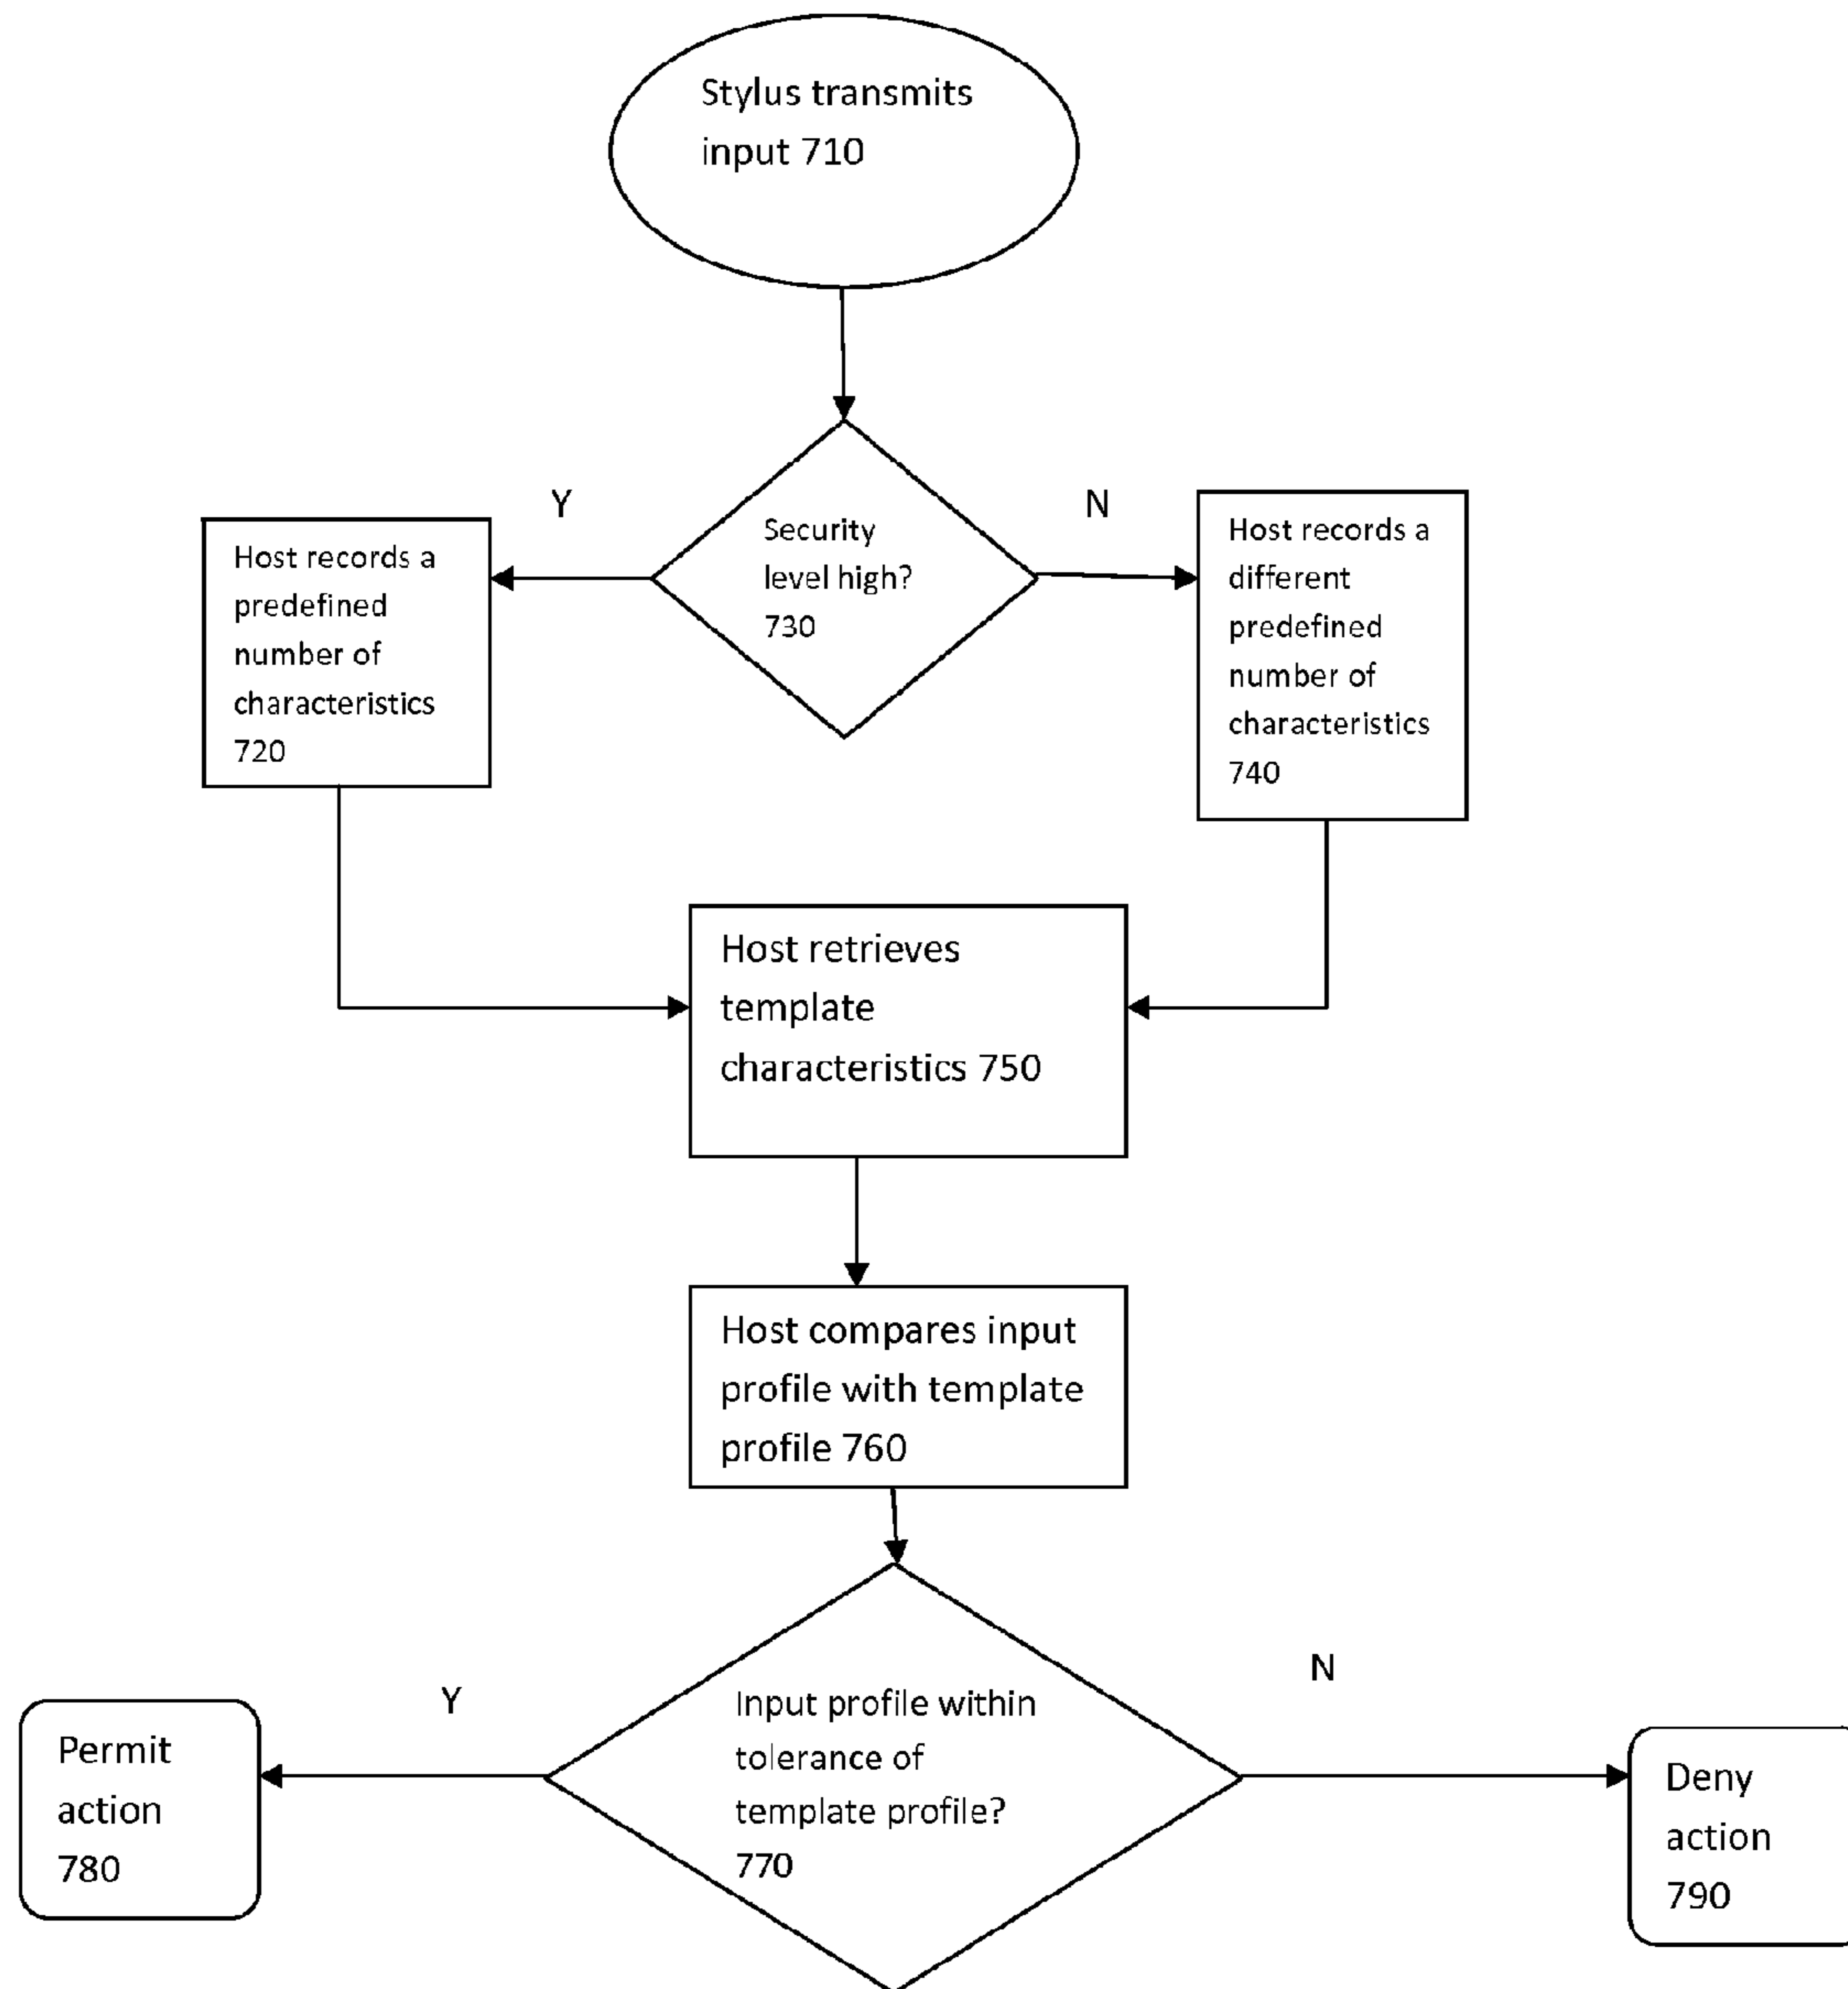 Stylus transmits
input 710
Y
N
Security
level high?
730
Host records a
predefined
number of
characteristics
720
Host records a
different
predefined
number of
characteristics
740
Host retrieves
template
characteristics 750
Host compares input
profile with template
profile 760
Y
N
Input profile within
tolerance of
template profile?
770
Permit
action
780
Deny
action
790